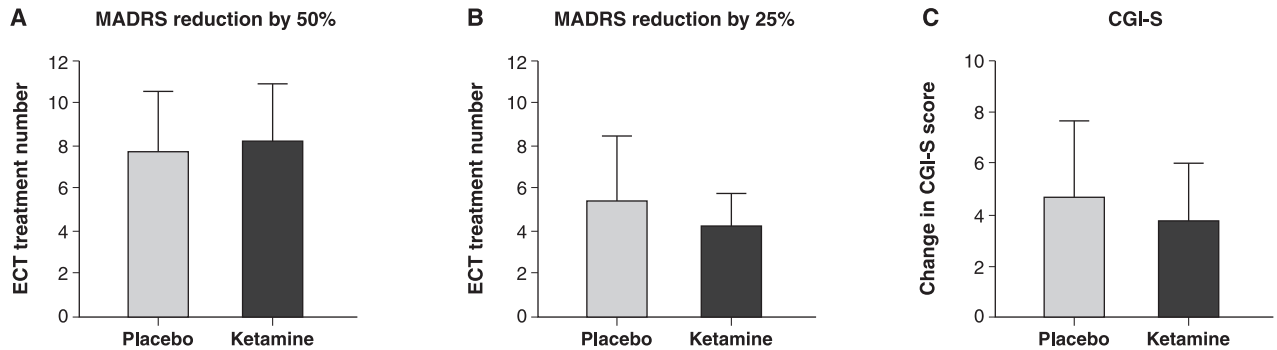 A MADRS reduction by 50%
ECT treatment number
12
10
8
6
4
2
0
Placebo Ketamine
B MADRS reduction by 25%
ECT treatment number
12
10
8
6
4
2
0
Placebo Ketamine
C CGI-S
Change in CGI-S score
10
8
6
4
2
0
Placebo Ketamine